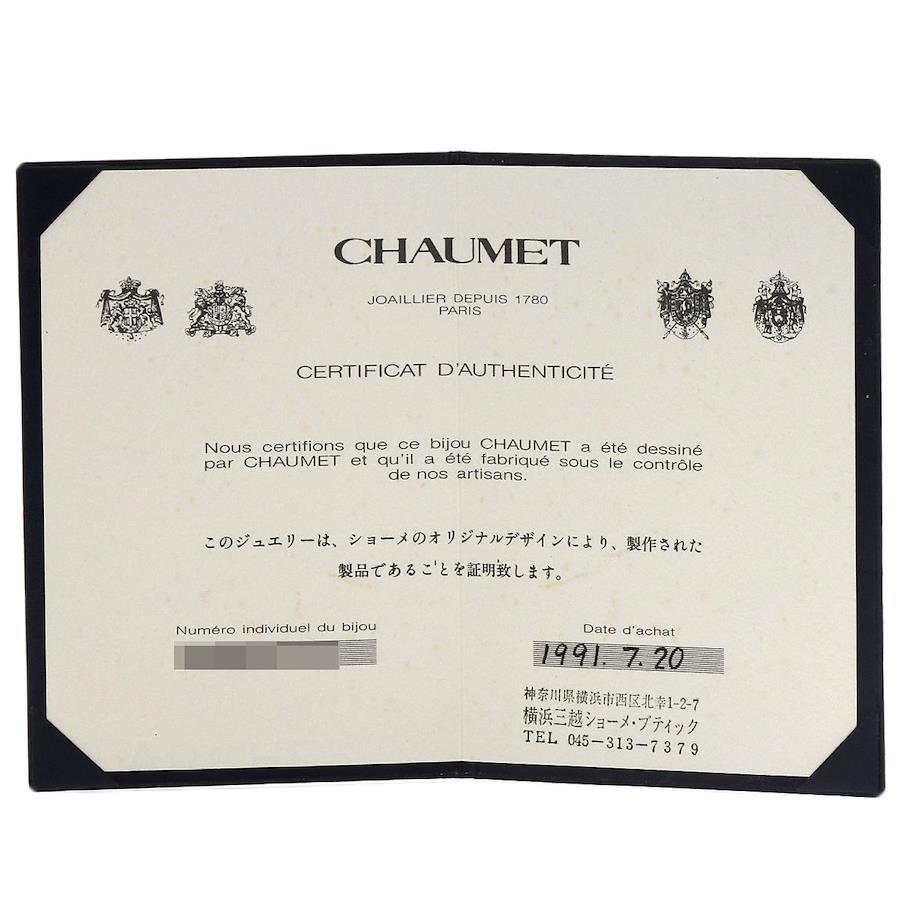 CHAUMET
JOAILLIER DEPUIS 1780
PARIS
CERTIFICAT D'AUTHENTICITÉ
Nous certifions que ce bijou CHAUMET a été dessiné
par CHAUMET et qu'il a été fabriqué sous le contrôle
de nos artisans.
このジュエリーは、ショーメのオリジナルデザインにより、製作された
製品であることを証明致します。
Numéro individuel du bijou
Date d'achat
1991. 7. 20
神奈川県横浜市西区北幸1-2-7
横浜三越ショーメ・ブティック
TEL 045-313-7379